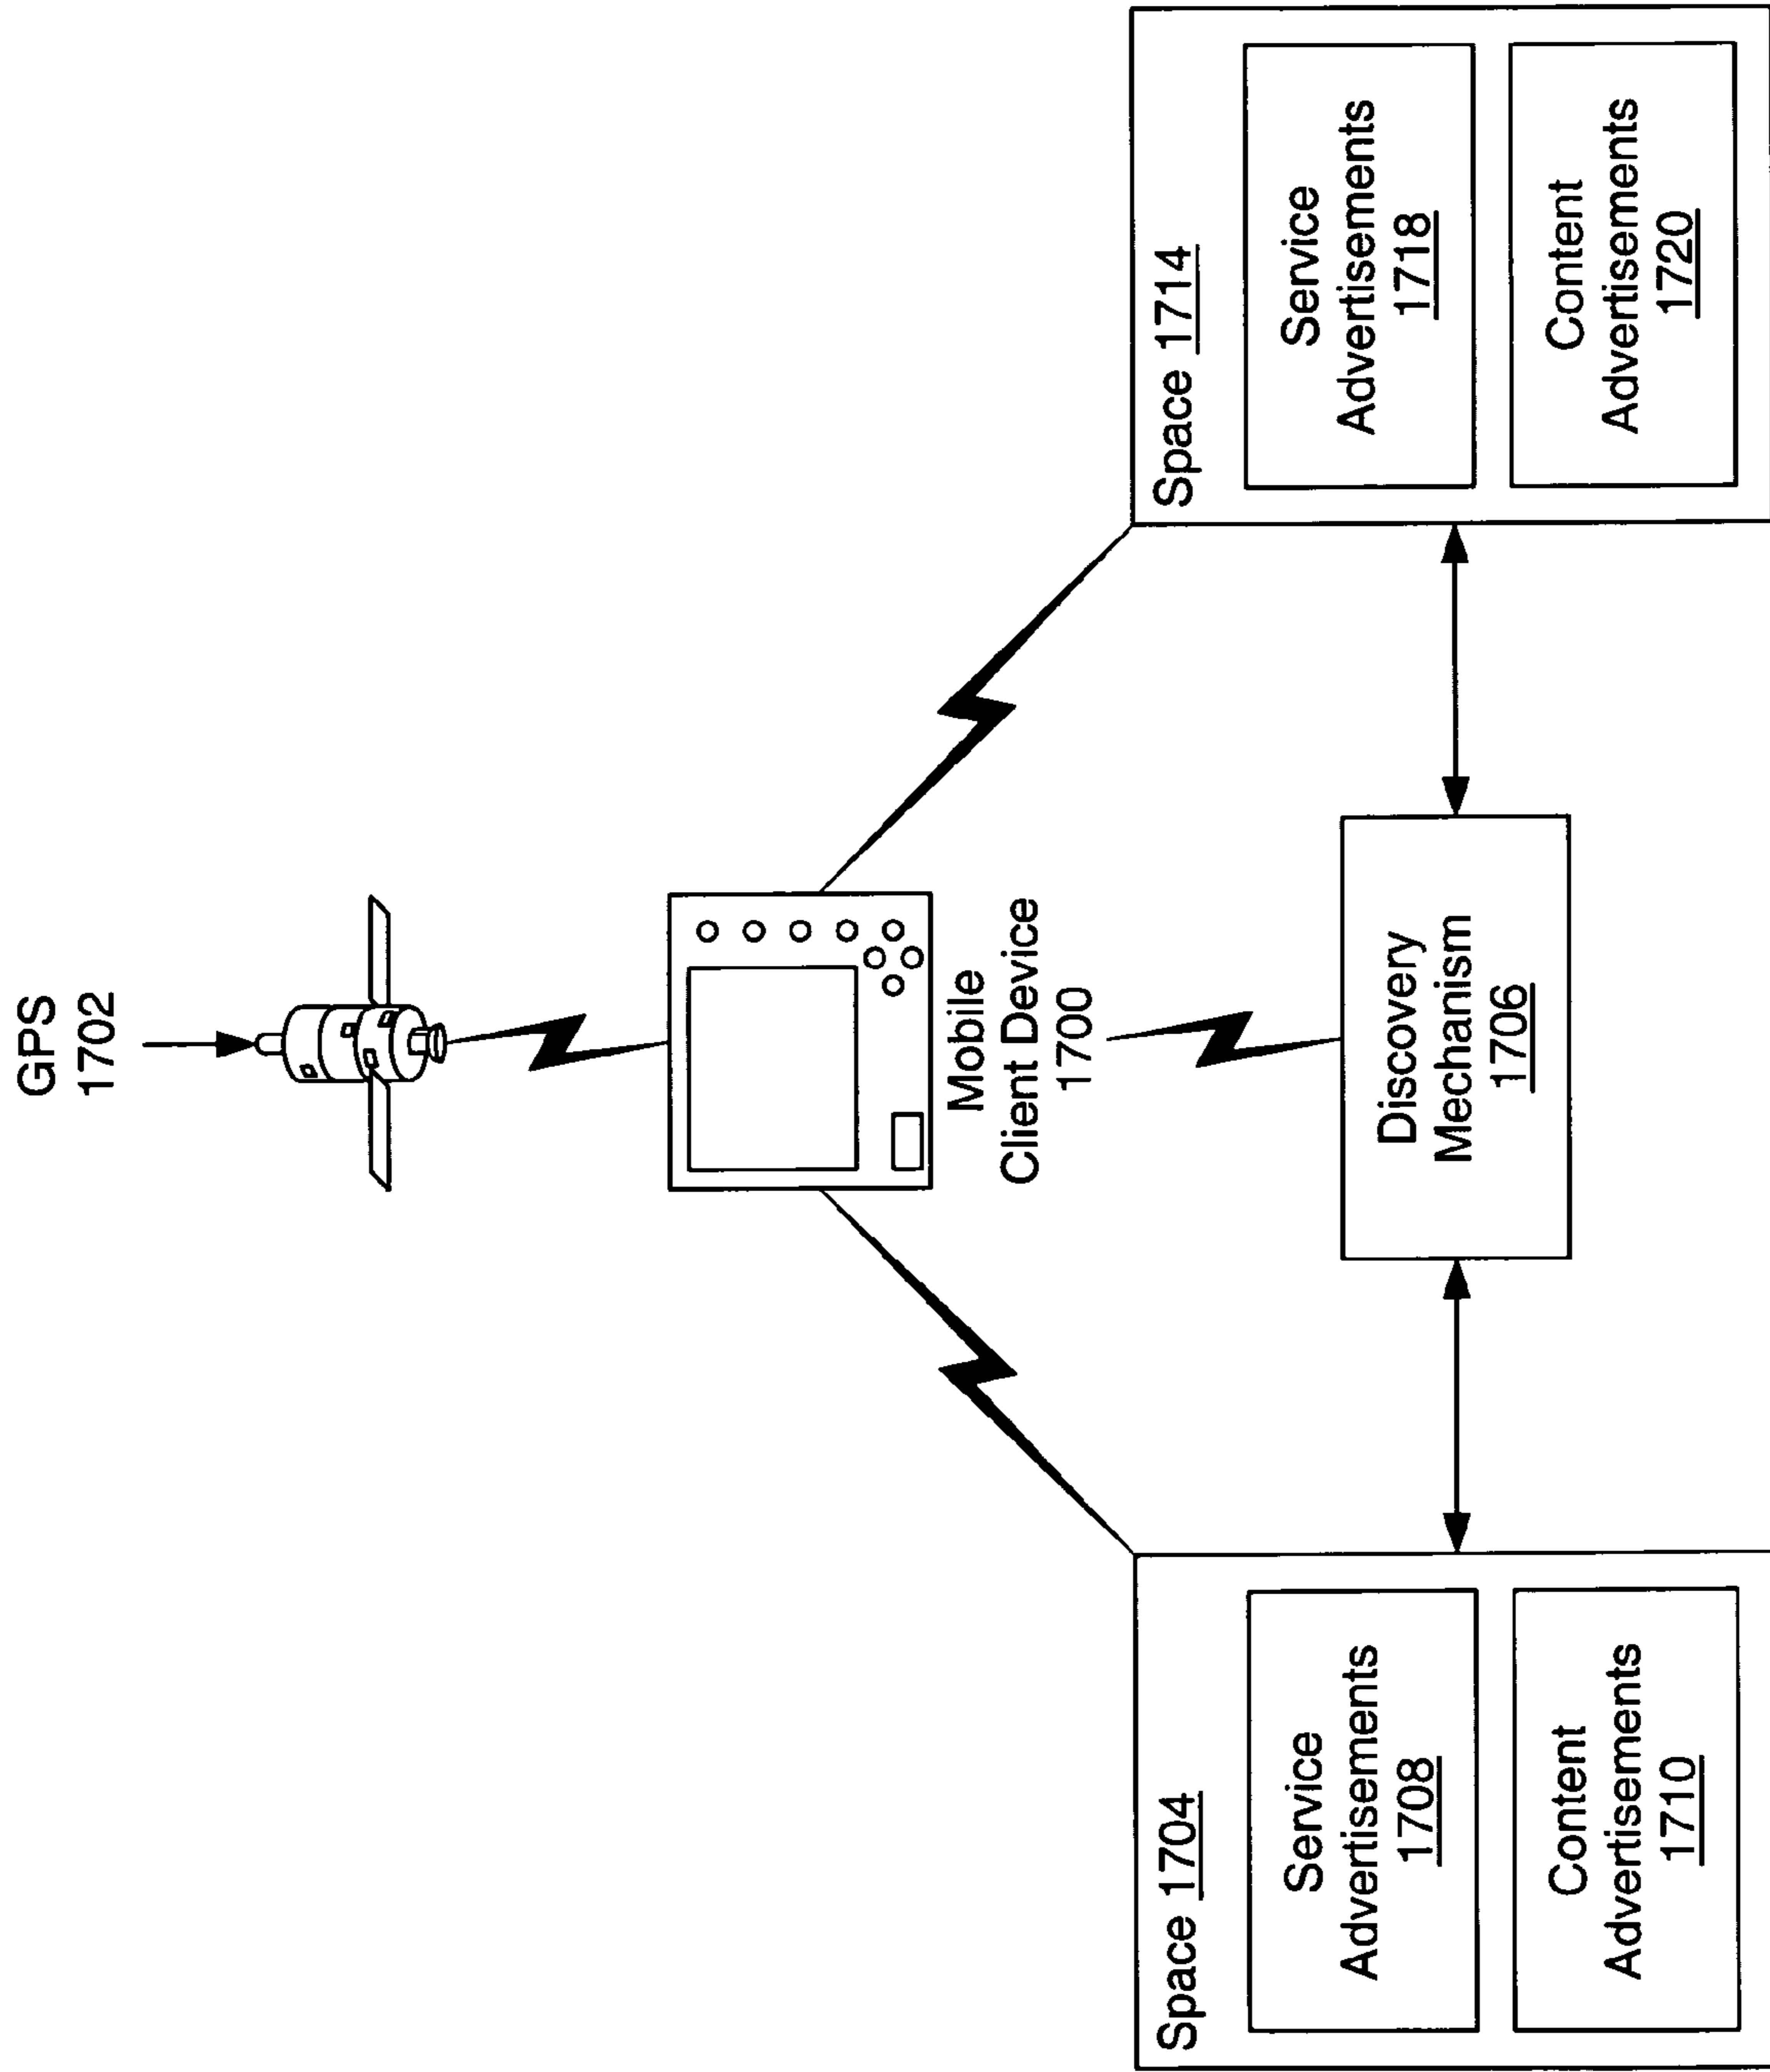 GPS
1702
Mobile
Client Device
1700
Discovery
Mechanism
1706
Space 1704
Service
Advertisements
1708
Content
Advertisements
1710
Space 1714
Service
Advertisements
1718
Content
Advertisements
1720